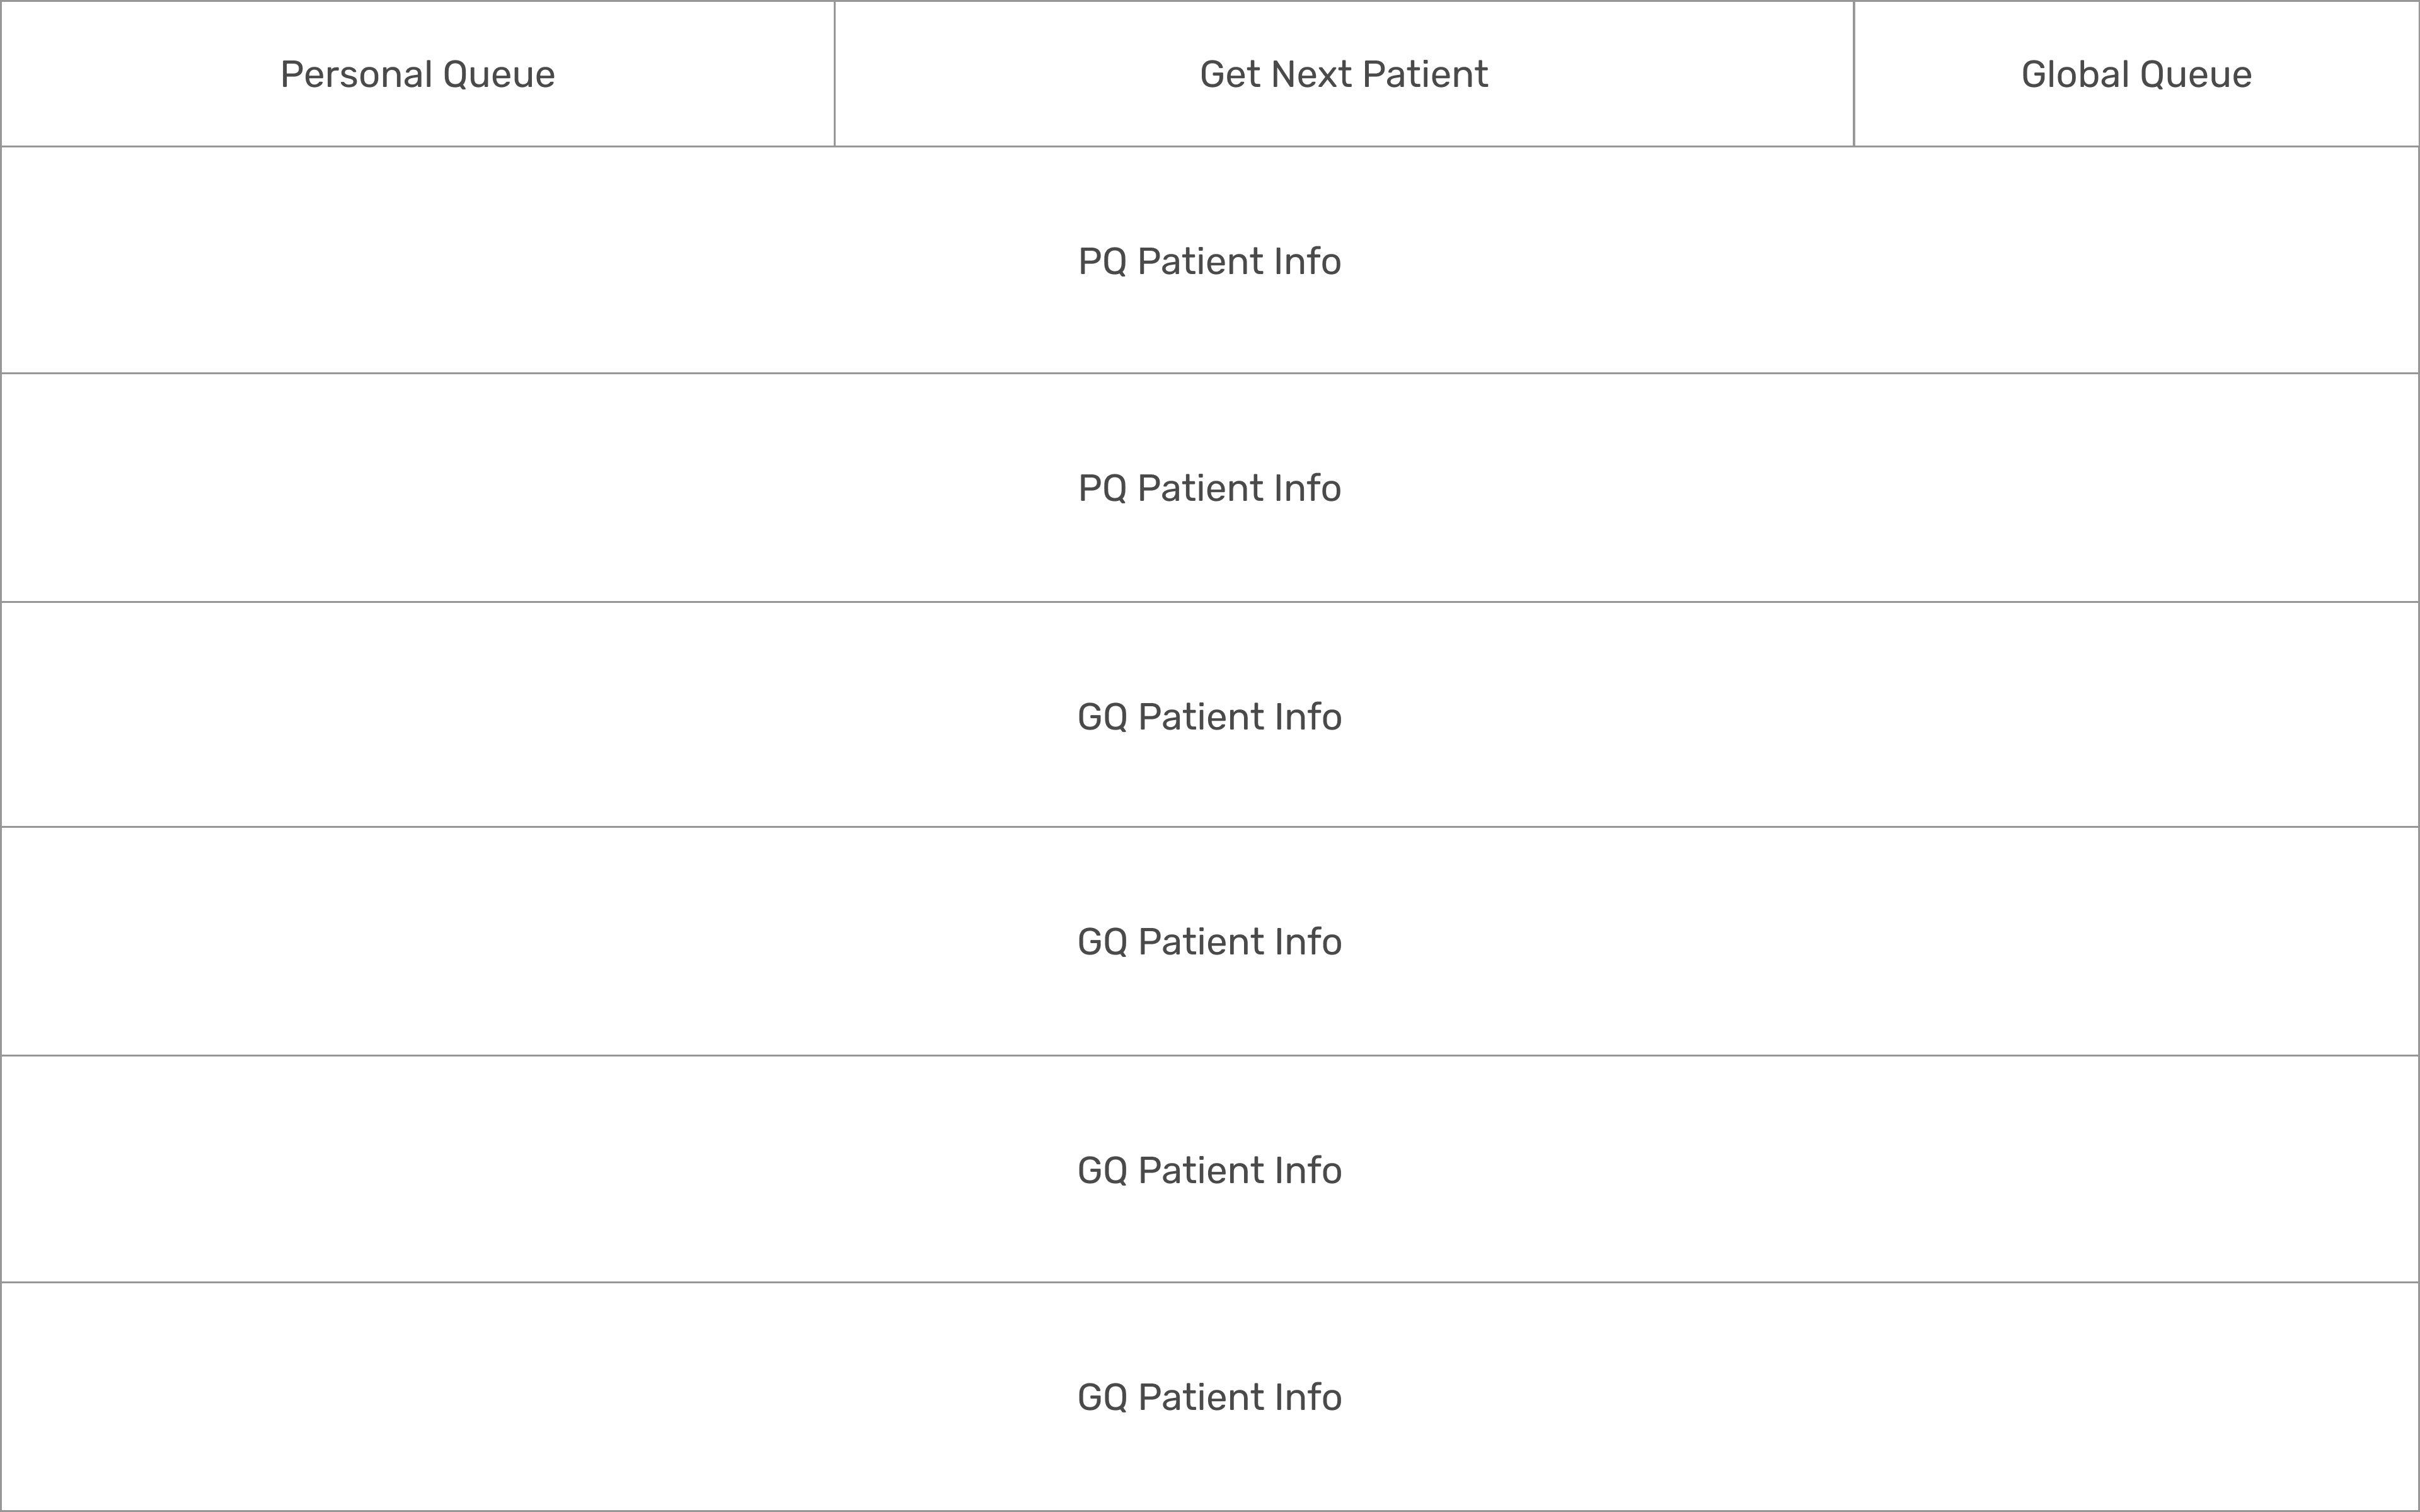 Personal Queue
Get Next Patient
Global Queue
PQ Patient Info
PQ Patient Info
GQ Patient Info
GQ Patient Info
GQ Patient Info
GQ Patient Info